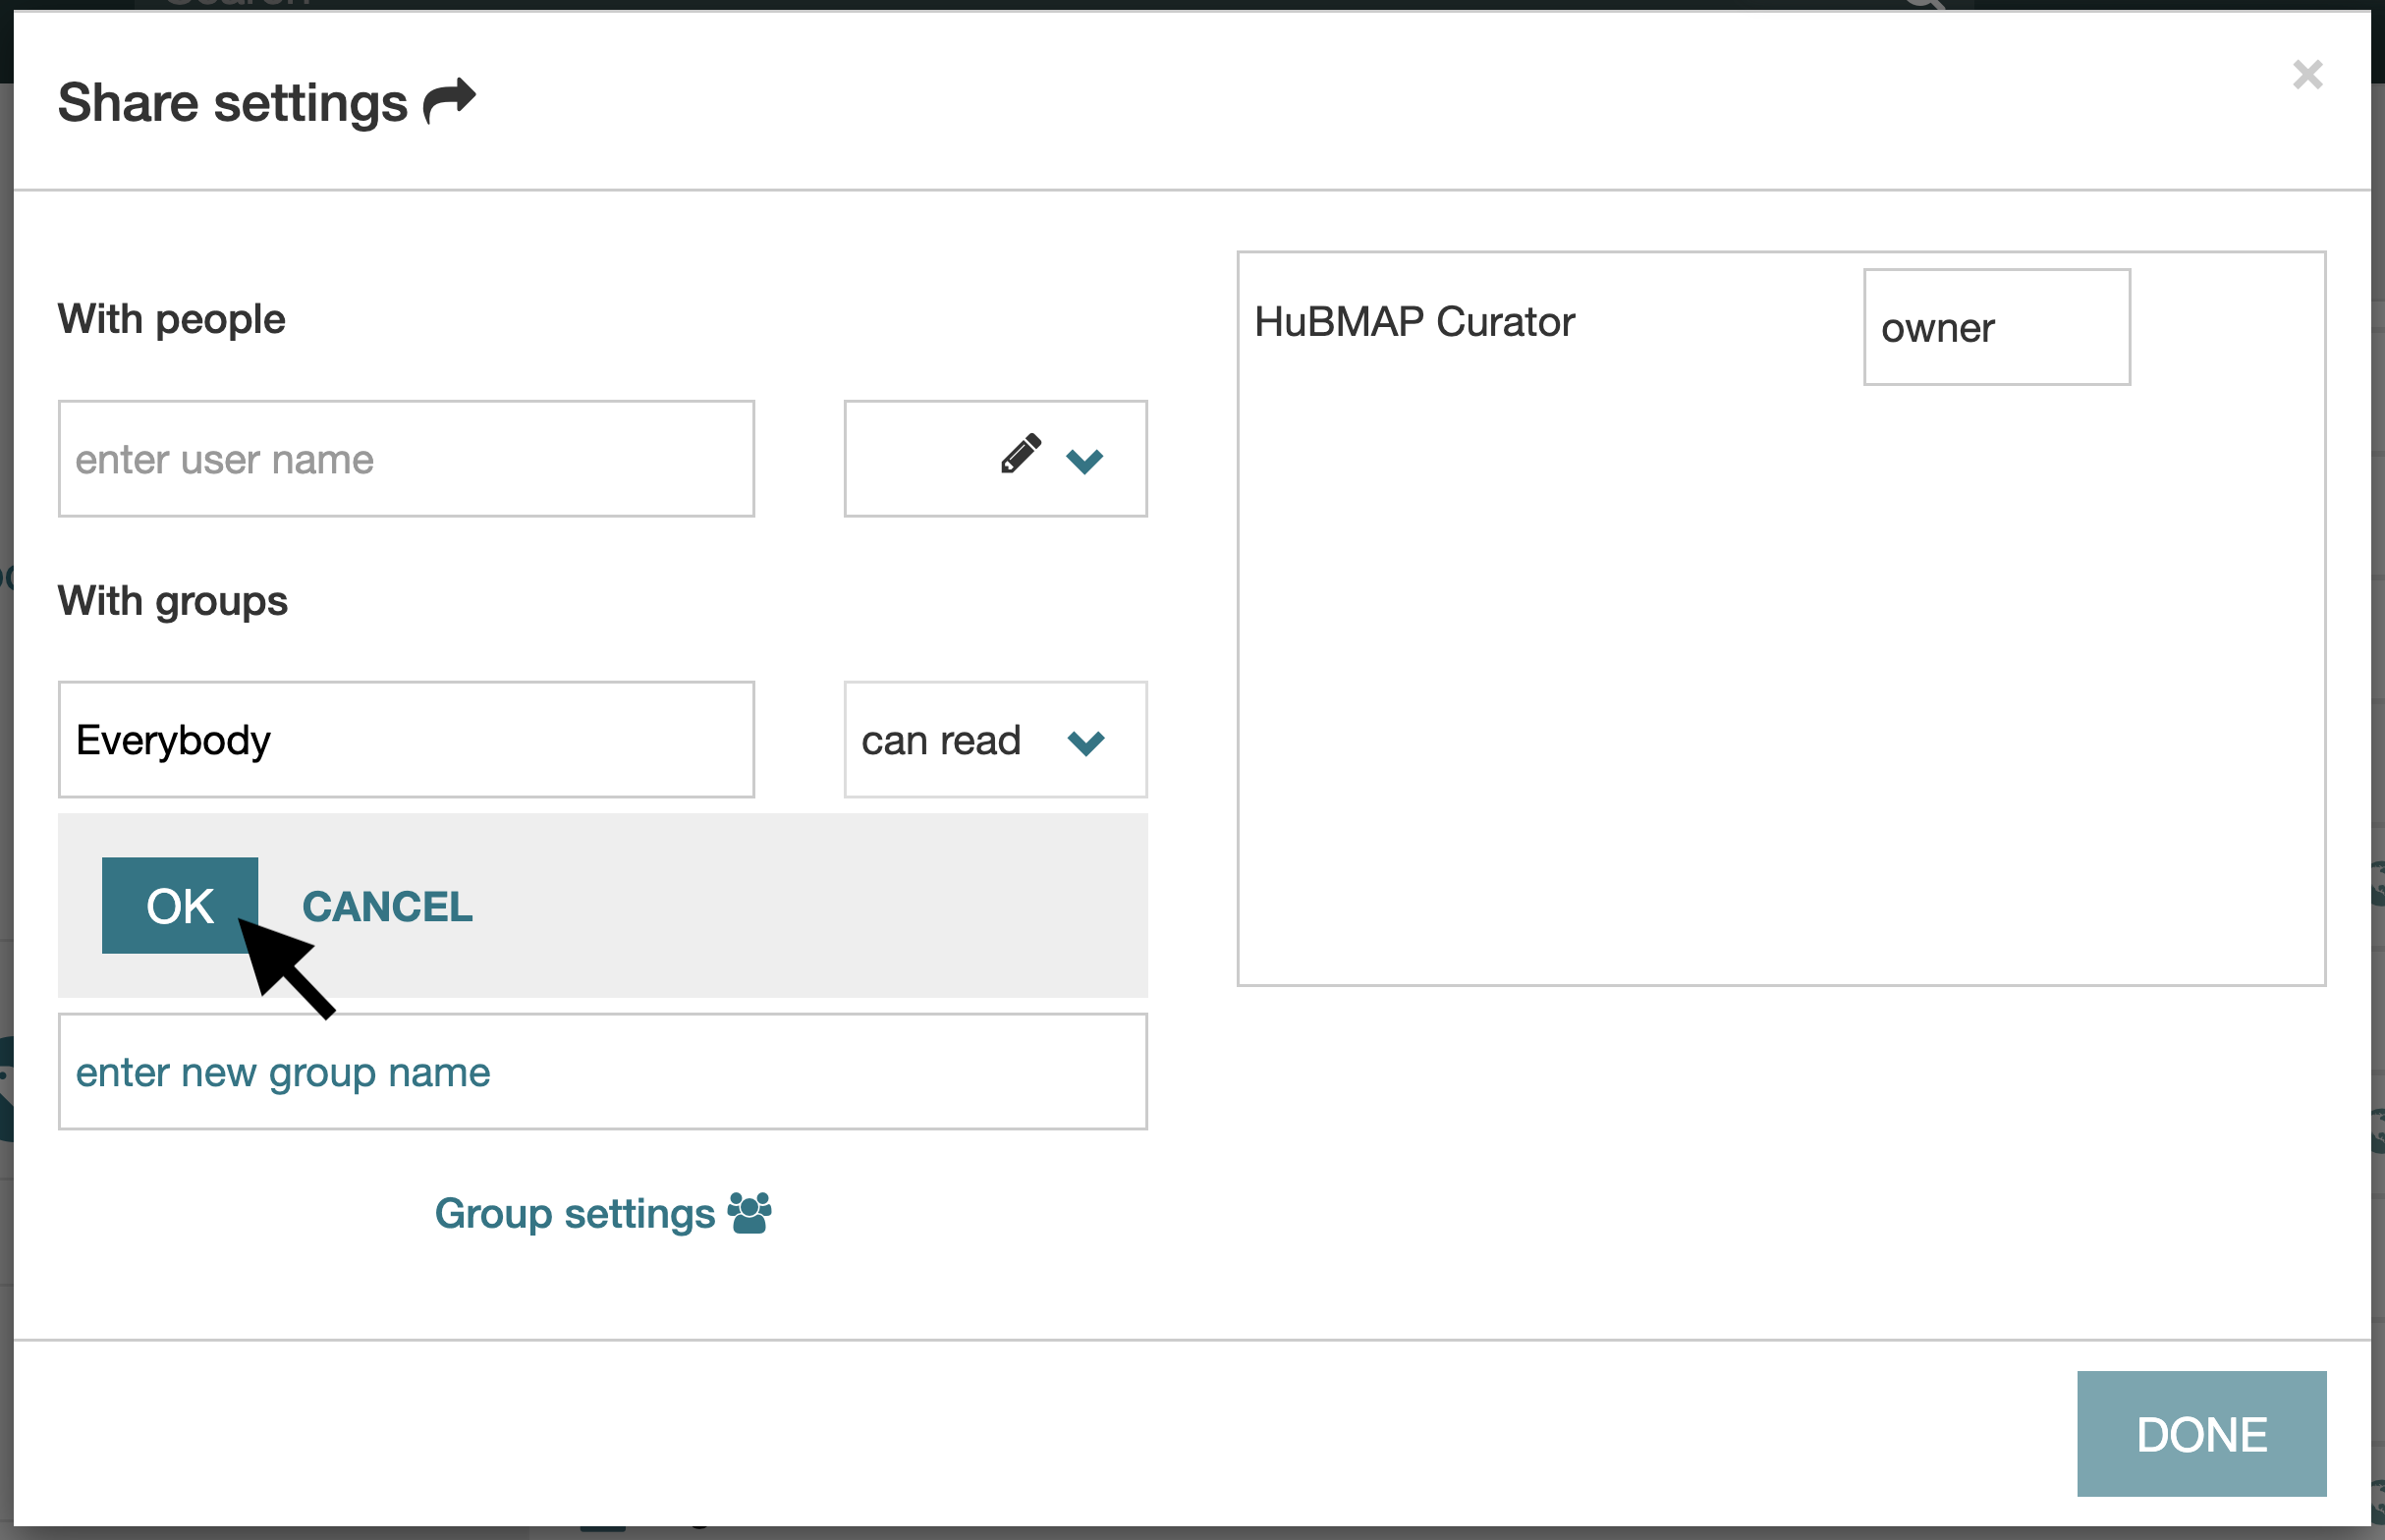 Share settings
With people
enter user name
With groups
Everybody
can read
OK
CANCEL
enter new group name
Group settings
HuBMAP Curator
owner
DONE